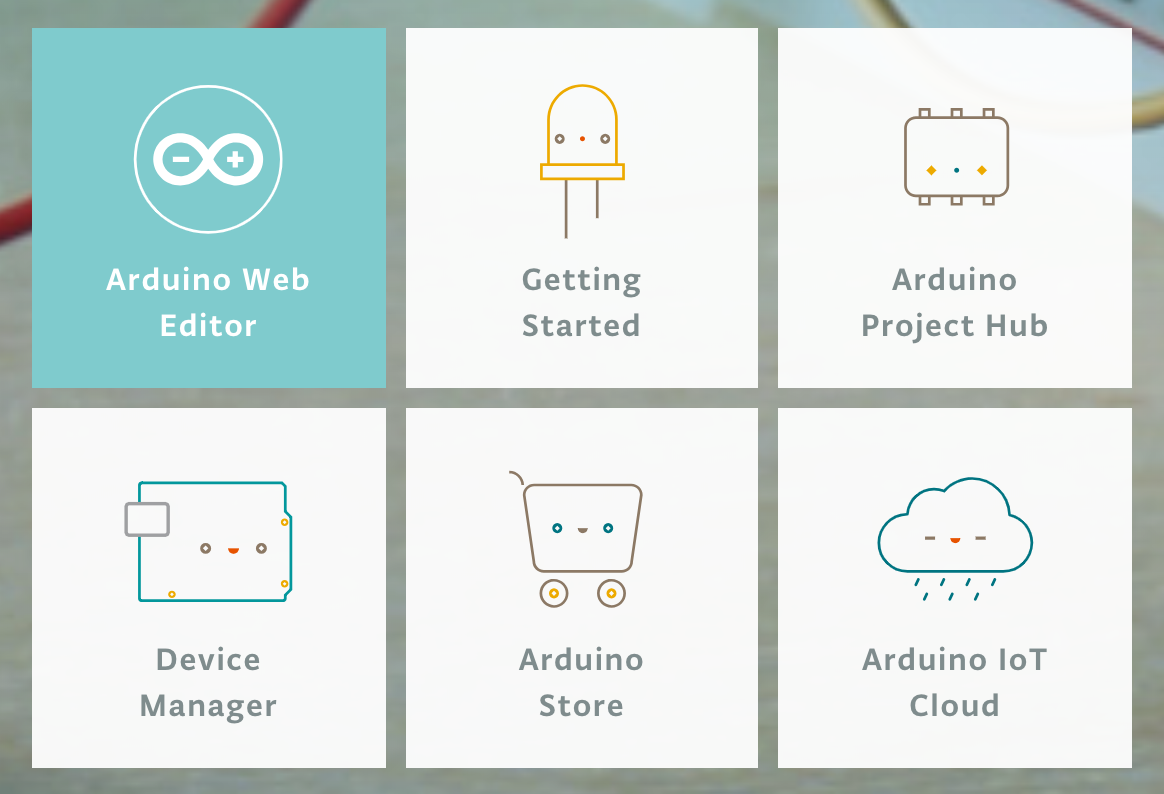 Arduino Web
Editor
Getting
Started
Arduino
Project Hub
Device
Manager
Arduino
Store
Arduino IoT
Cloud